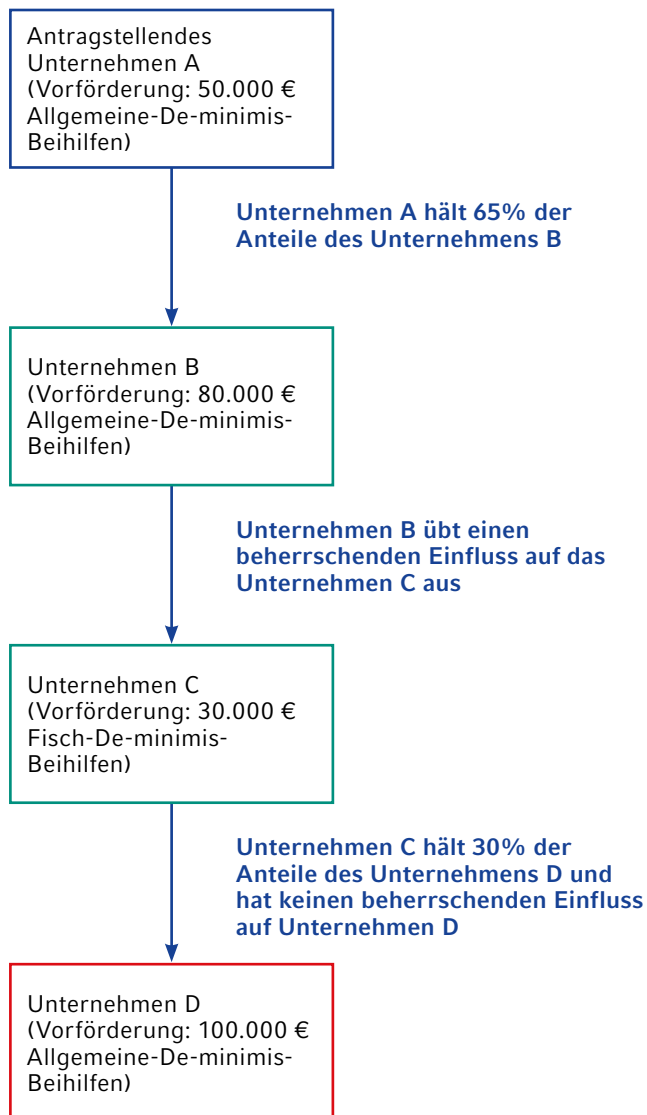 Antragstellendes
Unternehmen A
(Vorförderung: 50.000 €
Allgemeine-De-minimis-
Beihilfen)
Unternehmen A hält 65% der
Anteile des Unternehmens B
Unternehmen B
(Vorförderung: 80.000 €
Allgemeine-De-minimis-
Beihilfen)
Unternehmen B übt einen
beherrschenden Einfluss auf das
Unternehmen C aus
Unternehmen C
(Vorförderung: 30.000 €
Fisch-De-minimis-
Beihilfen)
Unternehmen C hält 30% der
Anteile des Unternehmens D und
hat keinen beherrschenden Einfluss
auf Unternehmen D
Unternehmen D
(Vorförderung: 100.000 €
Allgemeine-De-minimis-
Beihilfen)